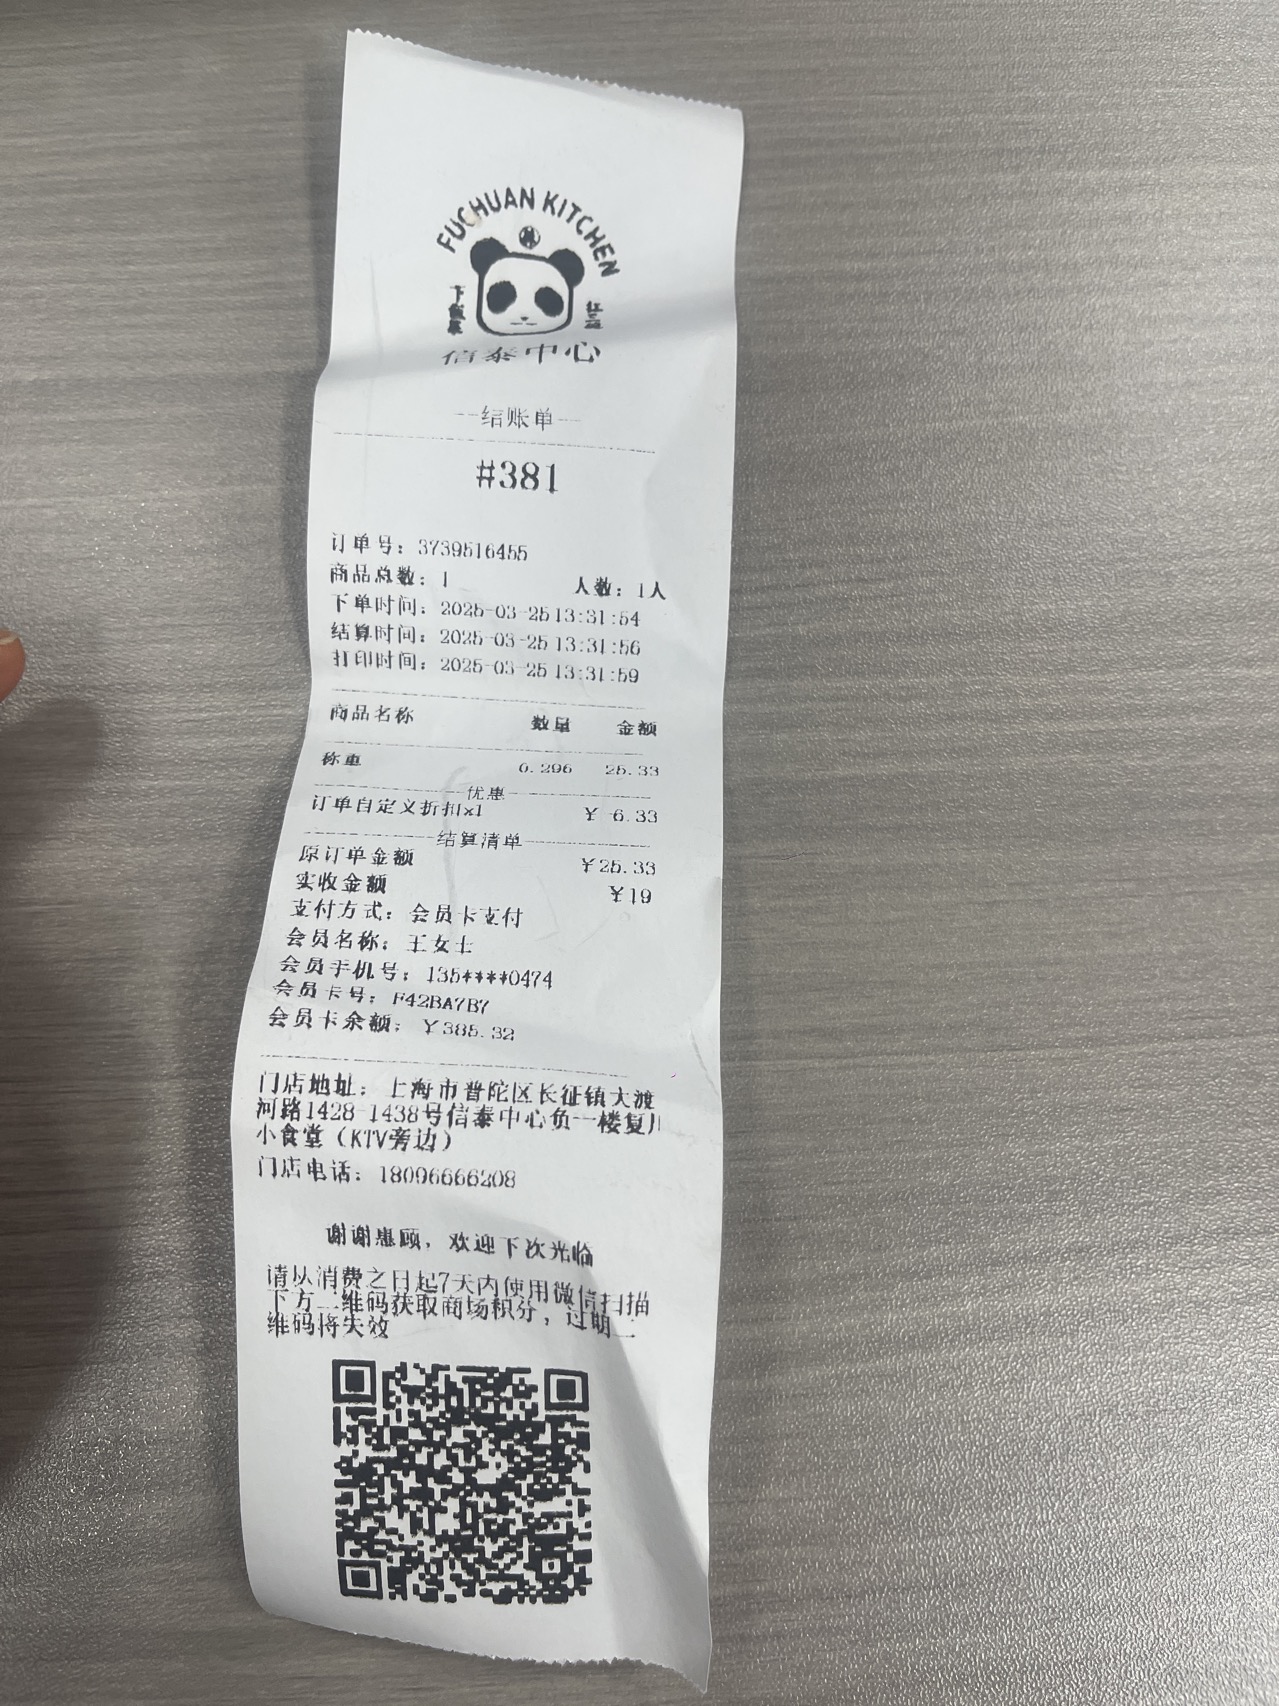 FUCHUAN KITCHEN
下饭菜
信泰中心
--结账单--
#381
订单号：3739516455
商品总数：1 人数：1人
下单时间：2025-03-25 13:31:54
结算时间：2025-03-25 13:31:56
打印时间：2025-03-25 13:31:59
商品名称 数量 金额
称重 0.296 25.33
优惠
订单自定义折扣x1 ¥ -6.33
结算清单
原订单金额 ¥25.33
实收金额 ¥19
支付方式：会员卡支付
会员名称：王女士
会员手机号：135****0474
会员卡号：F42BA7B7
会员卡余额：¥385.32
门店地址：上海市普陀区长征镇大渡
河路1428-1438号信泰中心负一楼复川
小食堂（KTV旁边）
门店电话：18096666208
谢谢惠顾，欢迎下次光临
请从消费之日起7天内使用微信扫描
下方二维码获取商场积分，过期二
维码将失效